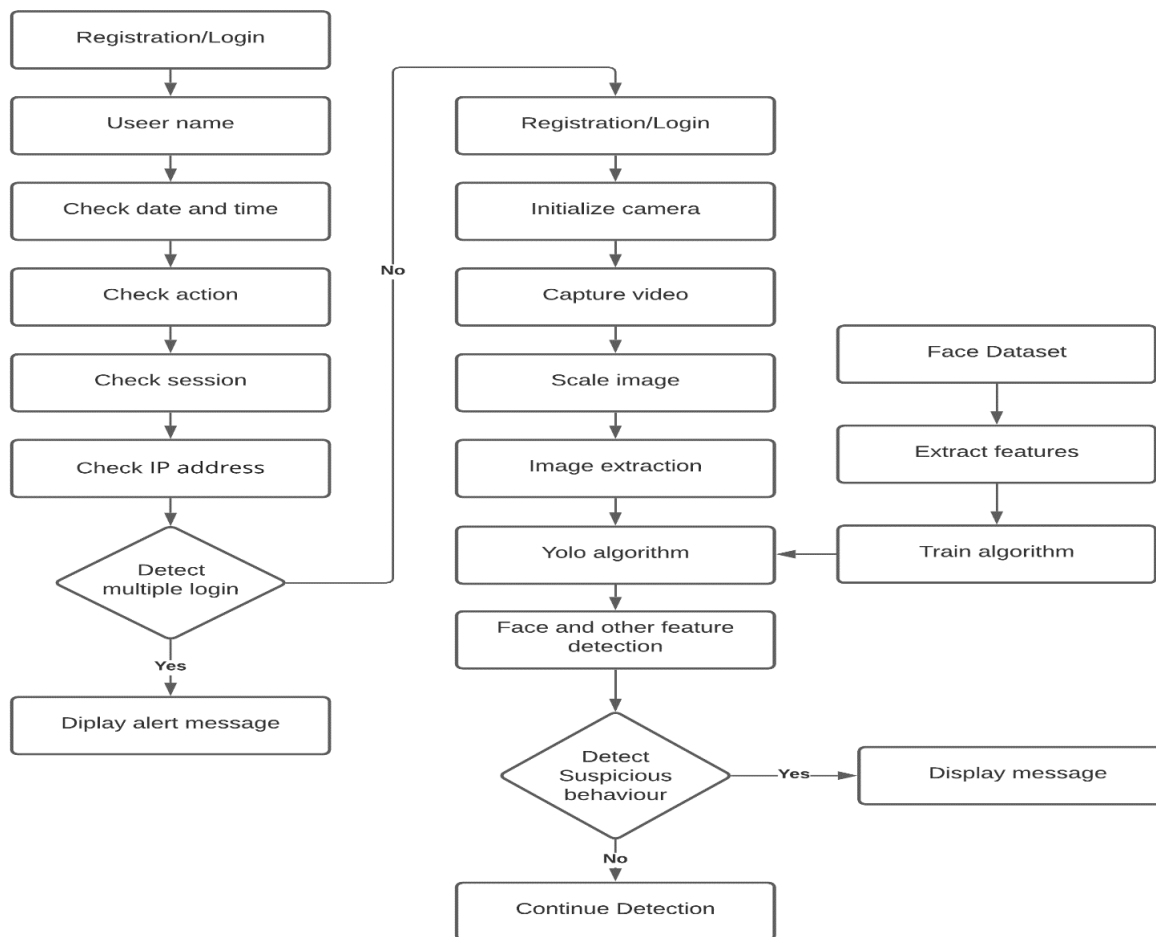 Registration/Login
Useer name
Check date and time
Check action
Check session
Check IP address
Detect
multiple login
Yes
Diplay alert message
No
Registration/Login
Initialize camera
Capture video
Scale image
Image extraction
Yolo algorithm
Face and other feature
detection
Detect
Suspicious
behaviour
Yes
Display message
No
Continue Detection
Face Dataset
Extract features
Train algorithm